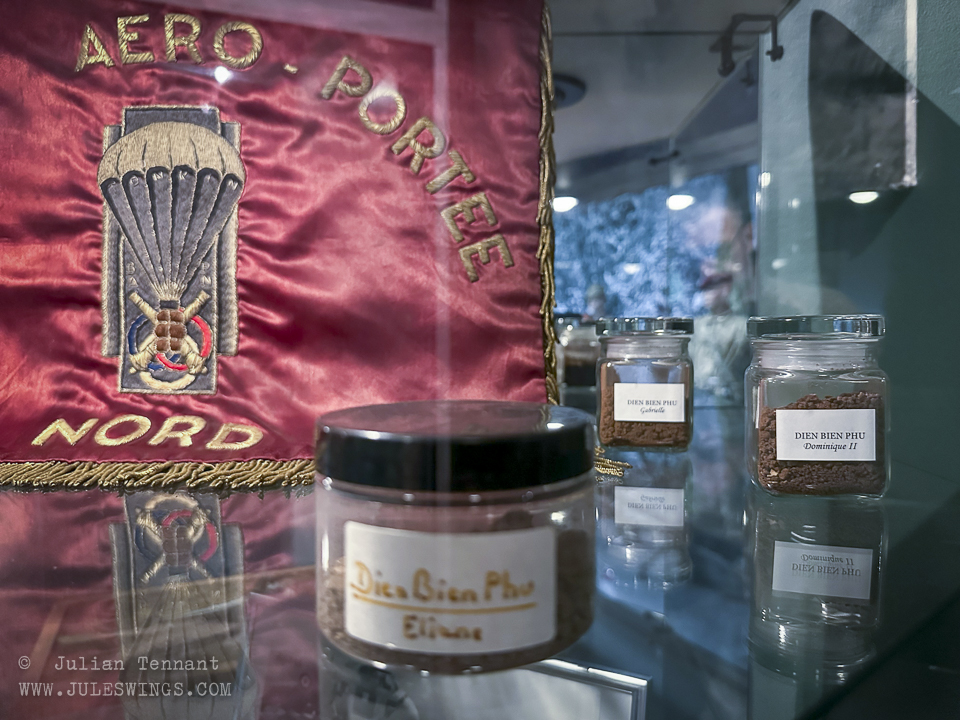 AERO-PORTEE
NORD
DIEN BIEN PHU
Gabrielle
DIEN BIEN PHU
Dominique II
Dien Bien Phu
Eliane
© Julian Tennant
WWW.JULESWINGS.COM